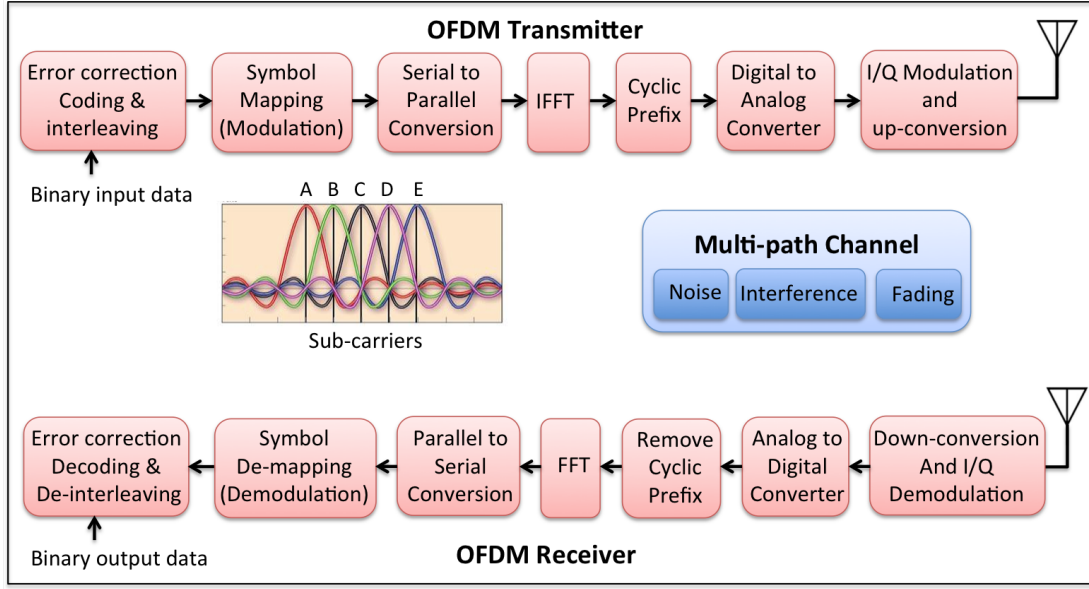 OFDM Transmitter
Error correction
Coding &
interleaving
Symbol
Mapping
(Modulation)
Serial to
Parallel
Conversion
IFFT
Cyclic
Prefix
Digital to
Analog
Converter
I/Q Modulation
and
up-conversion
Binary input data
A B C D E
Sub-carriers
Multi-path Channel
Noise
Interference
Fading
Error correction
Decoding &
De-interleaving
Symbol
De-mapping
(Demodulation)
Parallel to
Serial
Conversion
FFT
Remove
Cyclic
Prefix
Analog to
Digital
Converter
Down-conversion
And I/Q
Demodulation
Binary output data
OFDM Receiver